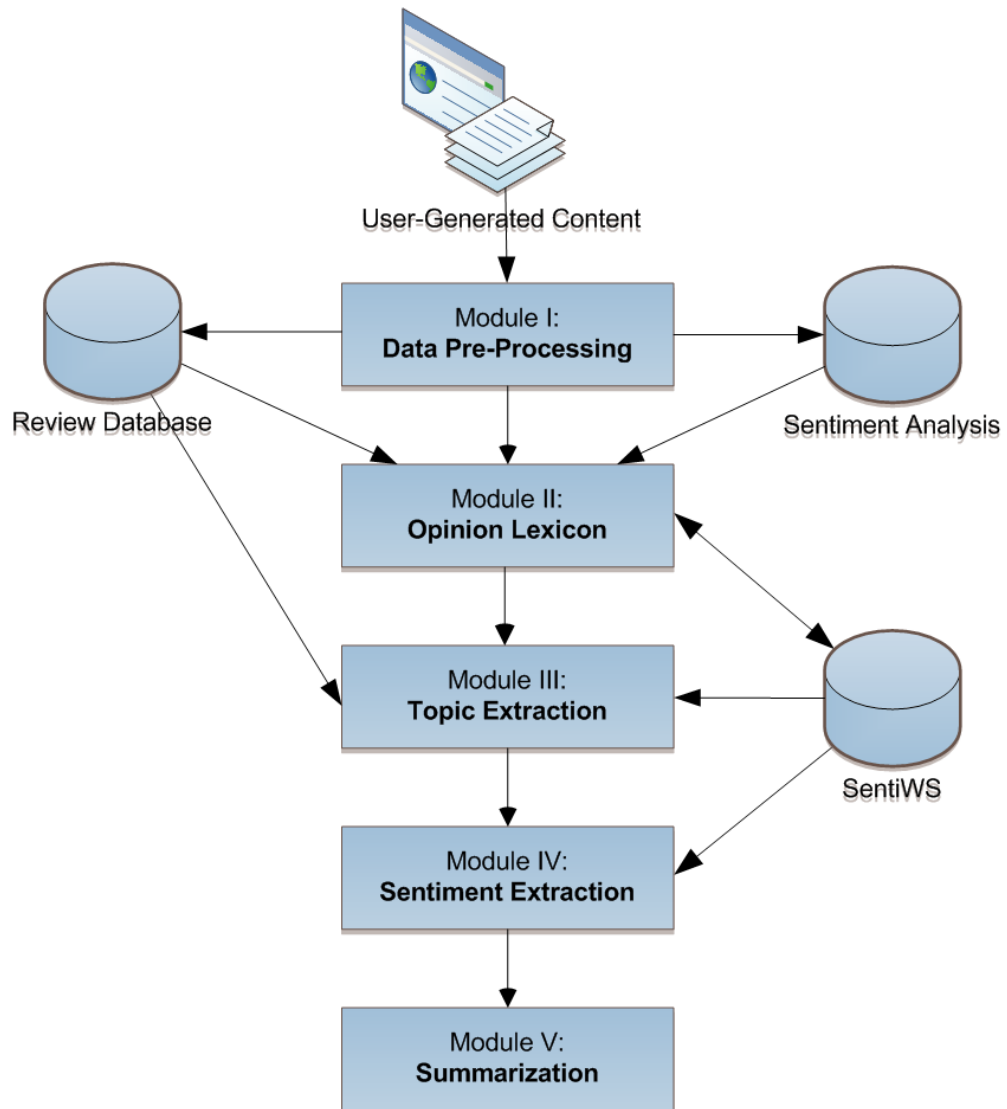 User-Generated Content
Module I:
Data Pre-Processing
Review Database
Sentiment Analysis
Module II:
Opinion Lexicon
Module III:
Topic Extraction
SentiWS
Module IV:
Sentiment Extraction
Module V:
Summarization